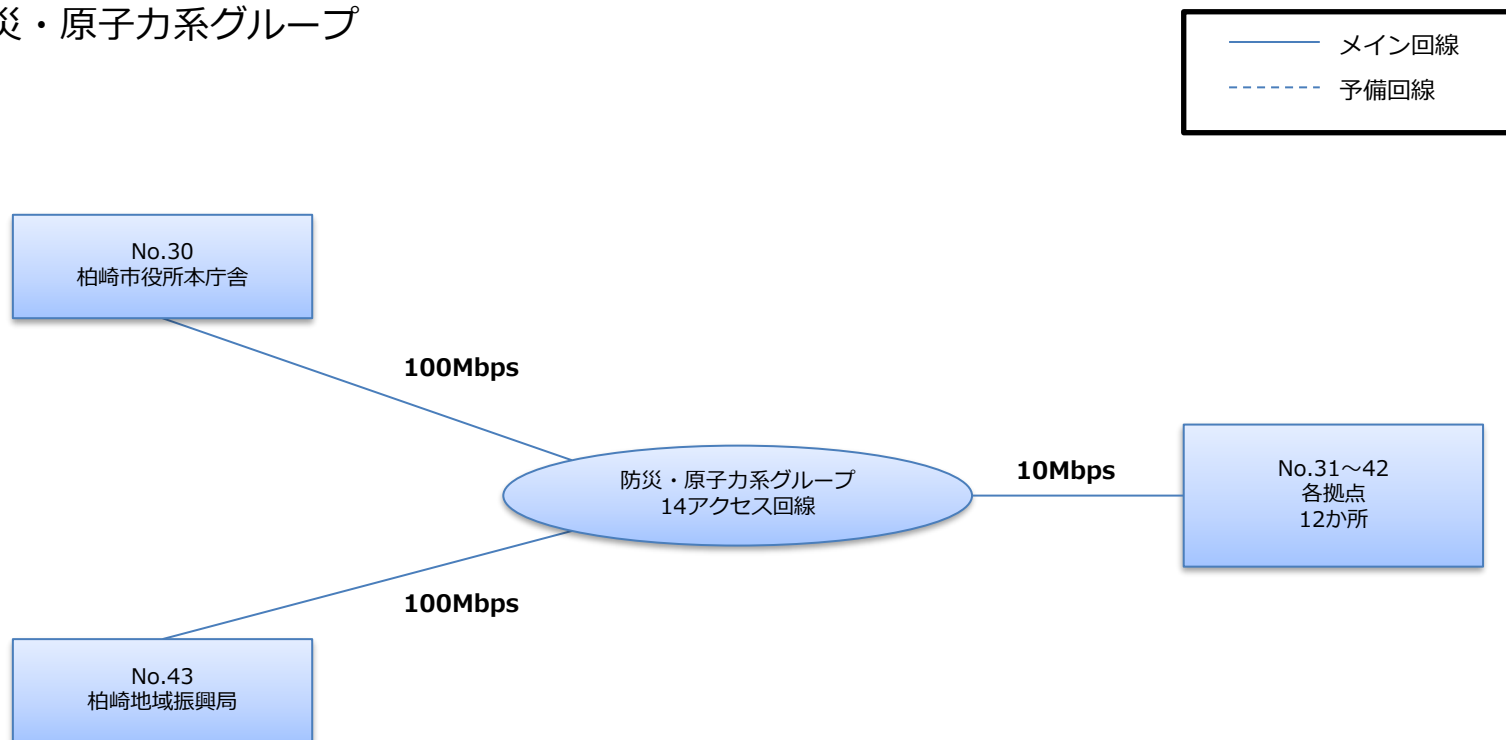 災・原子力系グループ
メイン回線
予備回線
No.30
柏崎市役所本庁舎
100Mbps
防災・原子力系グループ
14アクセス回線
10Mbps
No.31～42
各拠点
12か所
100Mbps
No.43
柏崎地域振興局